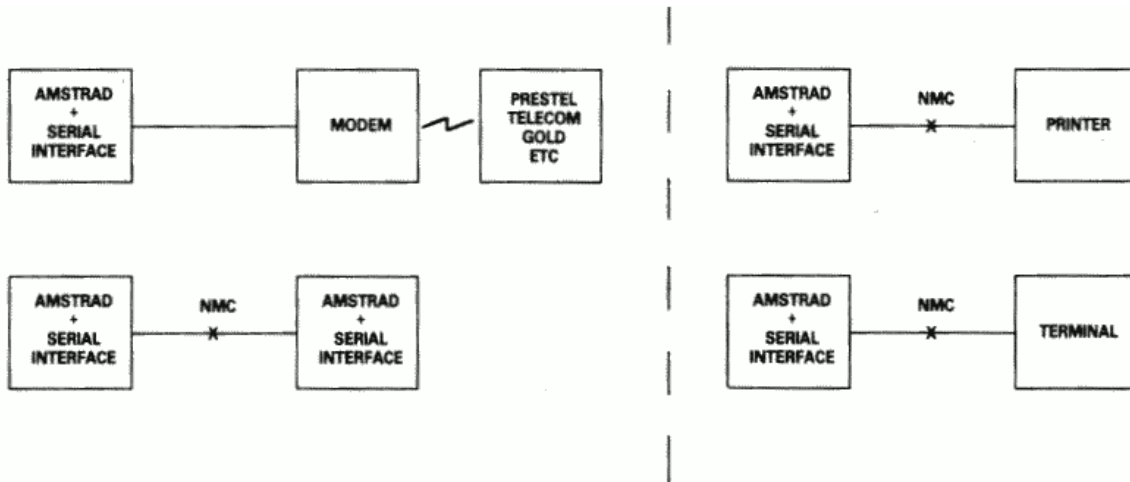 AMSTRAD
+
SERIAL
INTERFACE
MODEM
PRESTEL
TELECOM
GOLD
ETC
AMSTRAD
+
SERIAL
INTERFACE
NMC
AMSTRAD
+
SERIAL
INTERFACE
AMSTRAD
+
SERIAL
INTERFACE
NMC
PRINTER
AMSTRAD
+
SERIAL
INTERFACE
NMC
TERMINAL